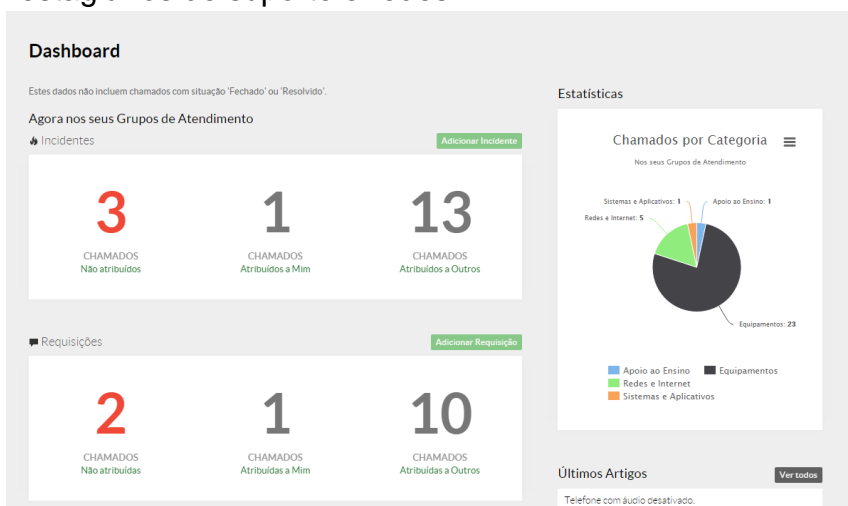 Dashboard
Estes dados não incluem chamados com situação 'Fechado' ou 'Resolvido'.
Agora nos seus Grupos de Atendimento
Incidentes
Adicionar Incidente
3
CHAMADOS
Não atribuídos
1
CHAMADOS
Atribuídos a Mim
13
CHAMADOS
Atribuídos a Outros
Requisições
Adicionar Requisição
2
CHAMADOS
Não atribuídas
1
CHAMADOS
Atribuídas a Mim
10
CHAMADOS
Atribuídas a Outros
Estatísticas
Chamados por Categoria
Nos seus Grupos de Atendimento
Sistemas e Aplicativos: 1
Apoio ao Ensino: 1
Redes e Internet: 5
Equipamentos: 23
Apoio ao Ensino
Equipamentos
Redes e Internet
Sistemas e Aplicativos
Últimos Artigos
Ver todos
Telefone com áudio desativado.